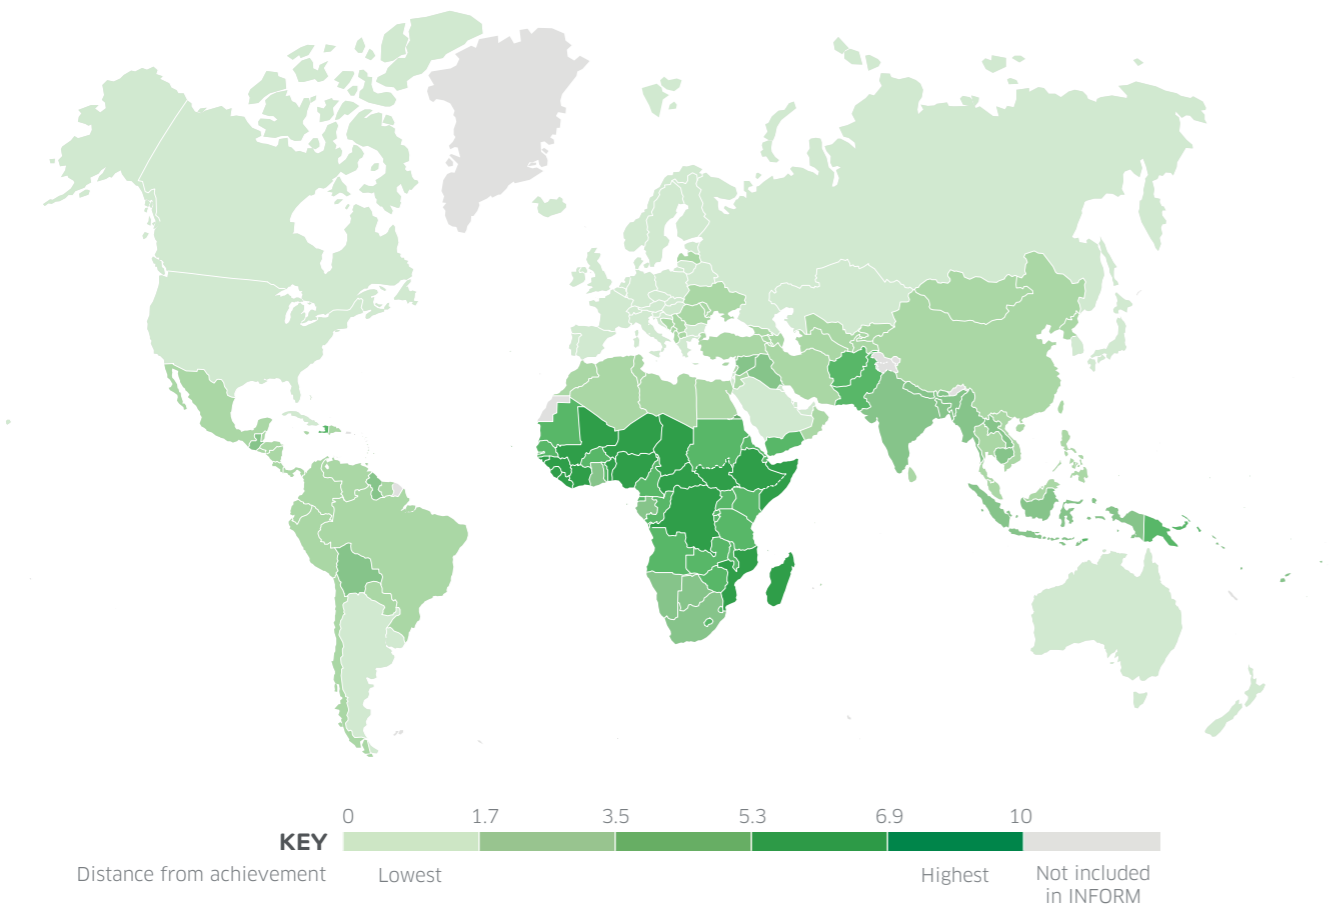 0 1.7 3.5 5.3 6.9 10
KEY
Distance from achievement Lowest Highest Not included
in INFORM